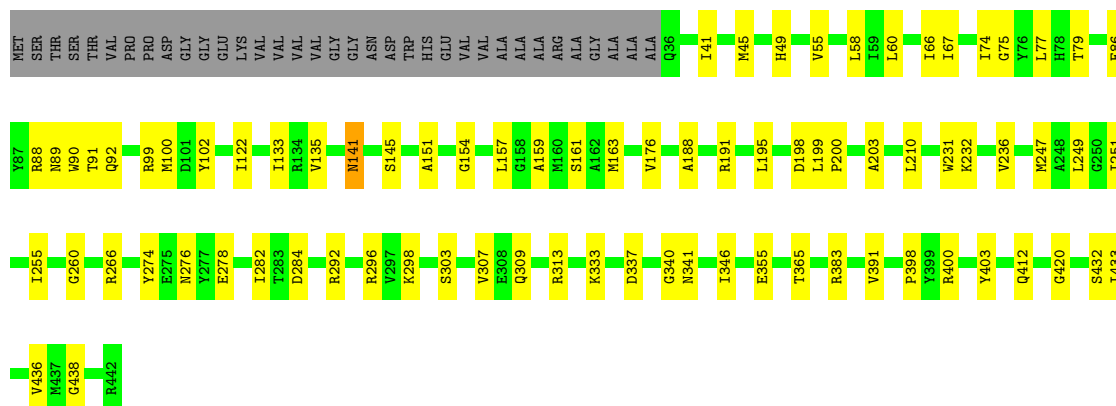 MET SER THR SER THR VAL PRO PRO ASP GLY GLY GLU LYS VAL VAL VAL VAL GLY GLY ASN ASP TRP HIS GLU VAL VAL ALA ALA ALA ARG ALA GLY ALA ALA ALA ALA Q36 I41 M45 H49 V55 L58 I59 L60 I66 I67 I74 G75 Y76 L77 H78 T79
Y87 R88 N89 W90 T91 Q92 R99 M100 D101 Y102 I122 I133 R134 V135 N141 S145 A151 G154 L157 G158 A159 M160 S161 A162 M163 V176 A188 R191 L195 D198 L199 P200 A203 L210 W231 K232 V236 M247 A248 L249 G250
I255 G260 R266 Y274 E275 N276 Y277 E278 I282 T283 D284 R292 R296 V297 K298 S303 V307 E308 Q309 R313 K333 D337 G340 N341 I346 E355 T365 R383 V391 P398 Y399 R400 Y403 Q412 G420 S432
V436 M437 G438 R442